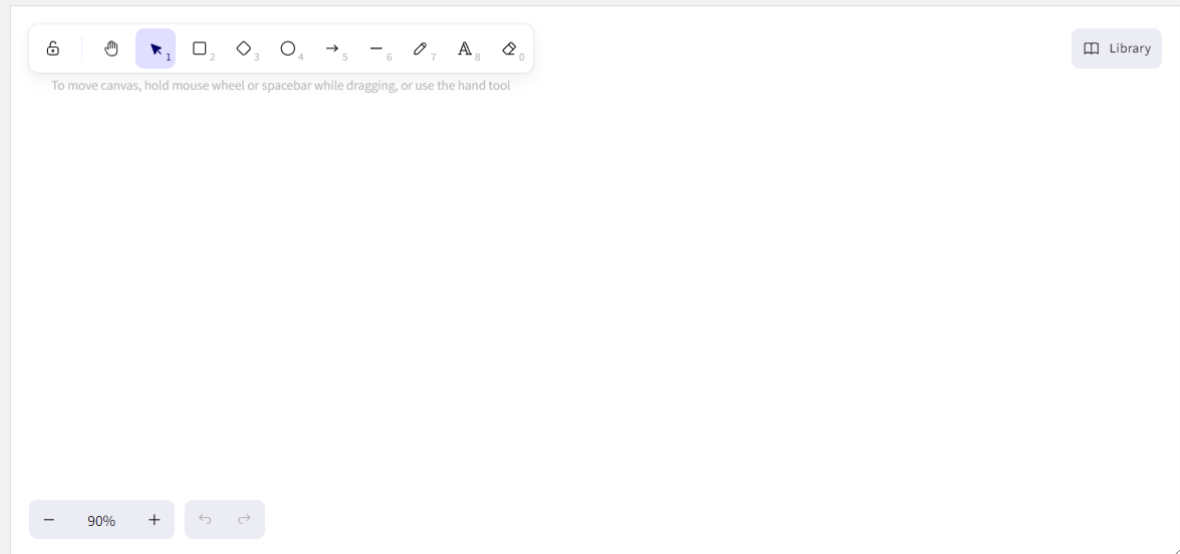 1 2 3 4 5 6 7 8 0
Library
To move canvas, hold mouse wheel or spacebar while dragging, or use the hand tool
90%